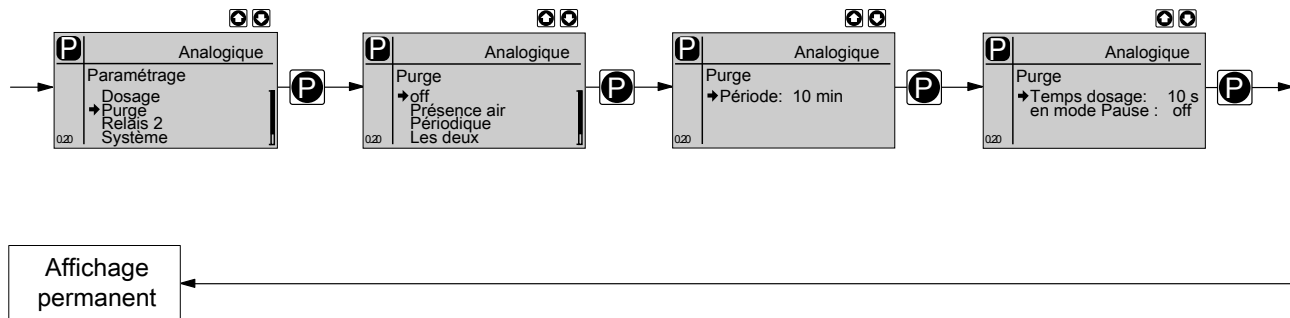 P Analogique
Paramétrage
Dosage
Purge
Relais 2
Système
0.20
P
P Analogique
Purge
off
Présence air
Périodique
Les deux
0.20
P
P Analogique
Purge
Période: 10 min
0.20
P
P Analogique
Purge
Temps dosage: 10 s
en mode Pause : off
0.20
P
Affichage
permanent